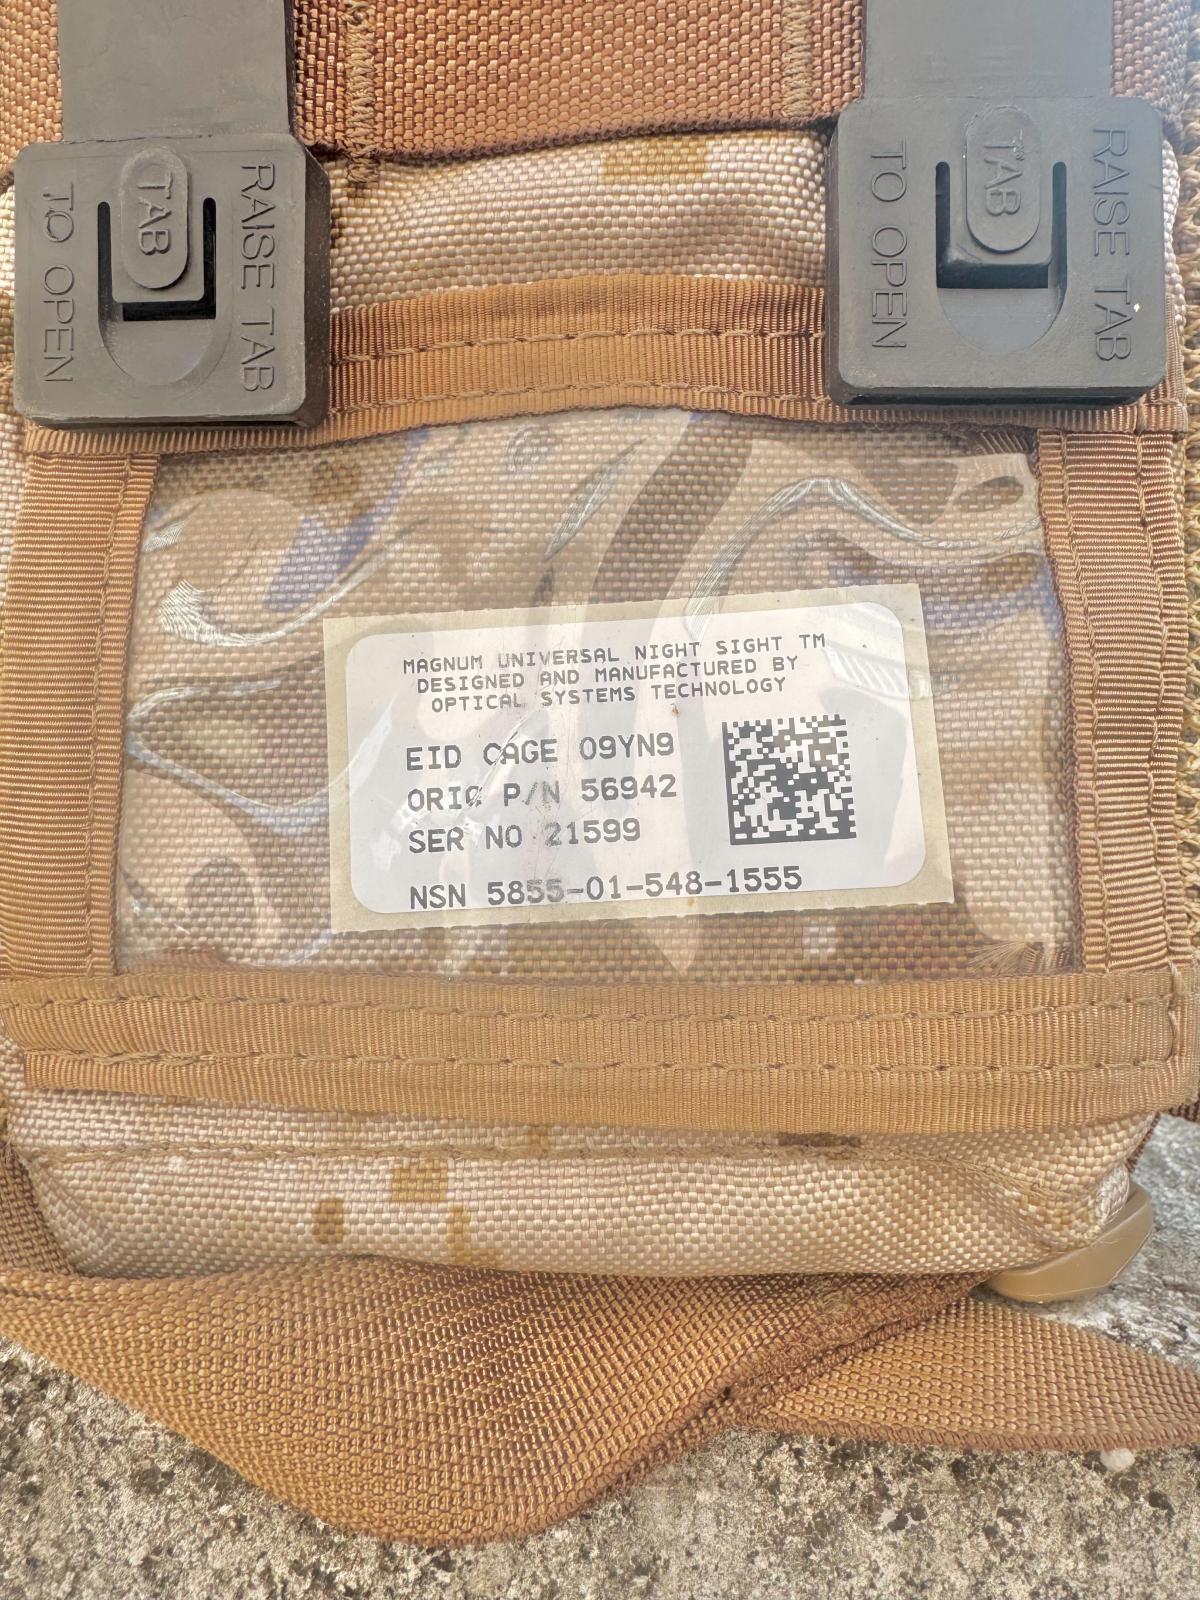 RAISE TAB
TAB
TO OPEN
RAISE TAB
TAB
TO OPEN
MAGNUM UNIVERSAL NIGHT SIGHT TM
DESIGNED AND MANUFACTURED BY
OPTICAL SYSTEMS TECHNOLOGY
EID CAGE 09YN9
ORIG P/N 56942
SER NO 21599
NSN 5855-01-548-1555